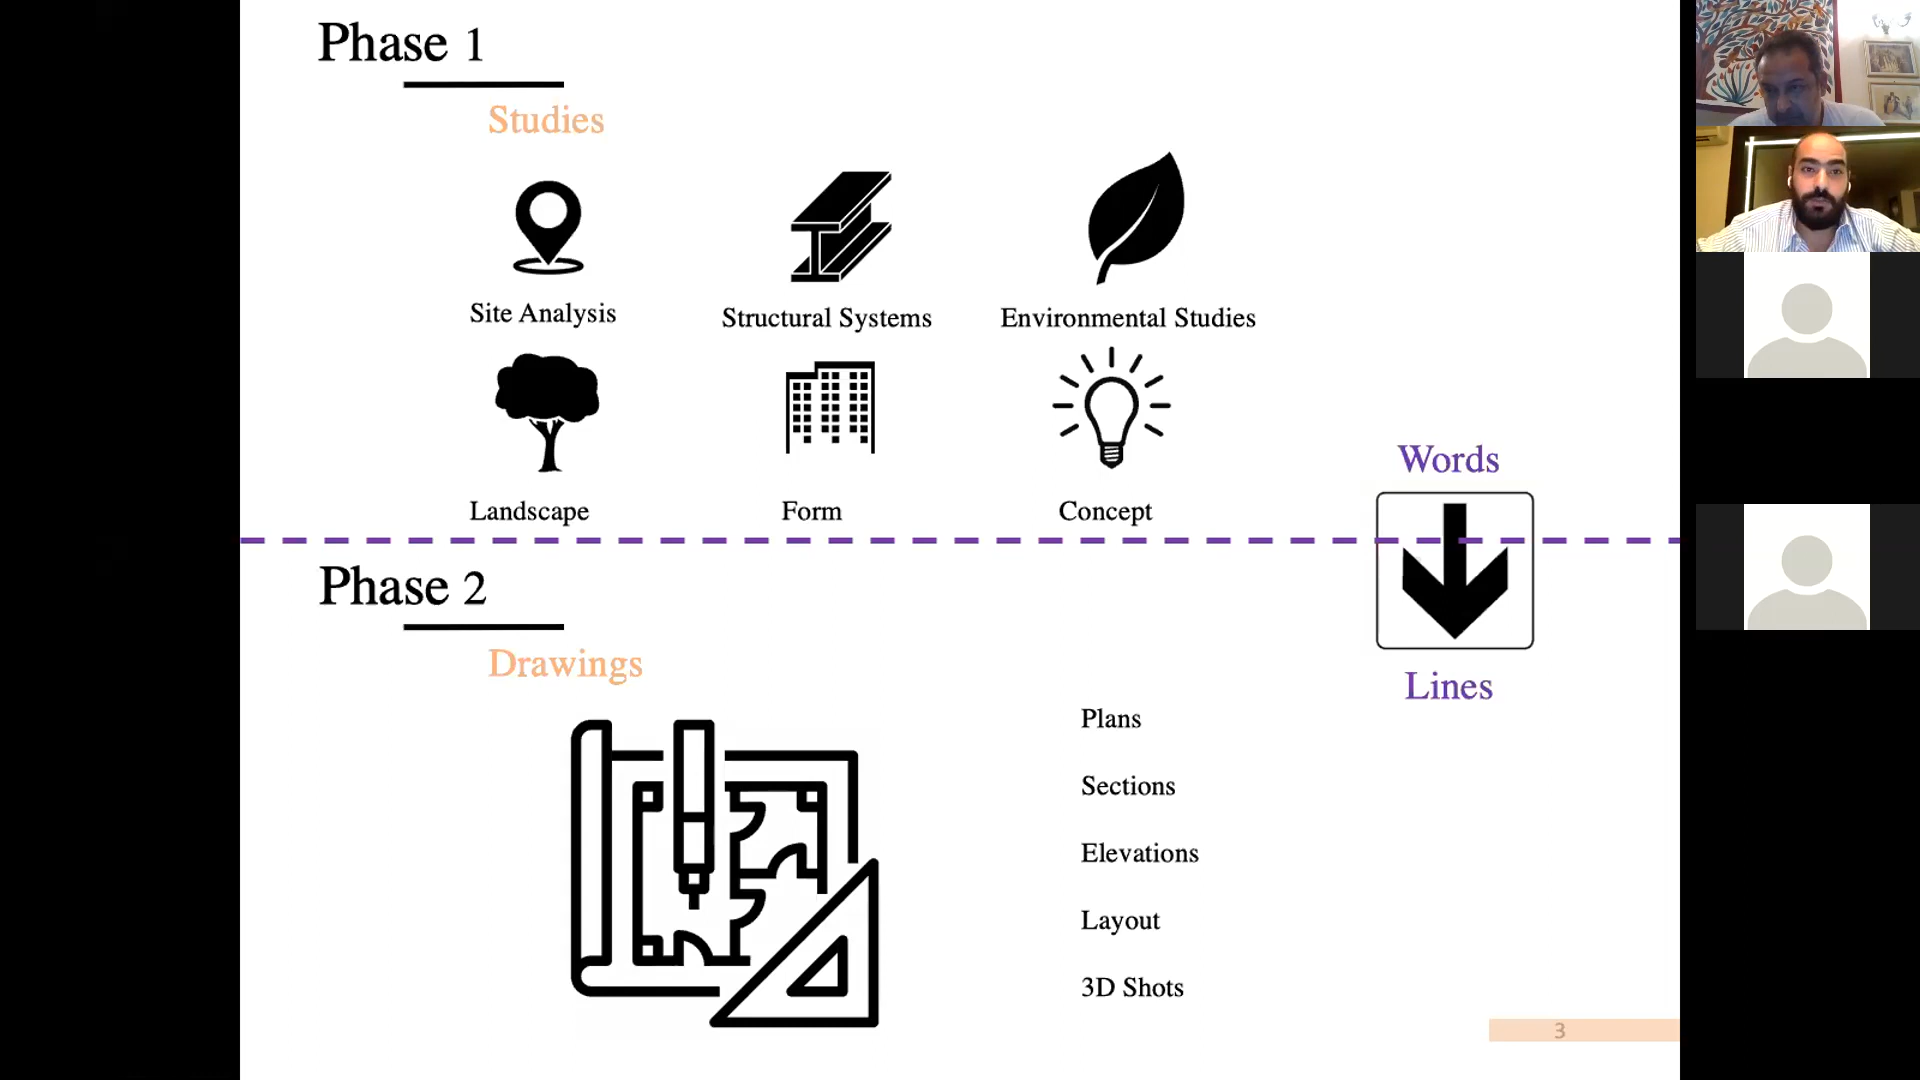 Phase 1
Studies
Site Analysis
Structural Systems
Environmental Studies
Landscape
Form
Concept
Words
Phase 2
Drawings
Lines
Plans
Sections
Elevations
Layout
3D Shots
3